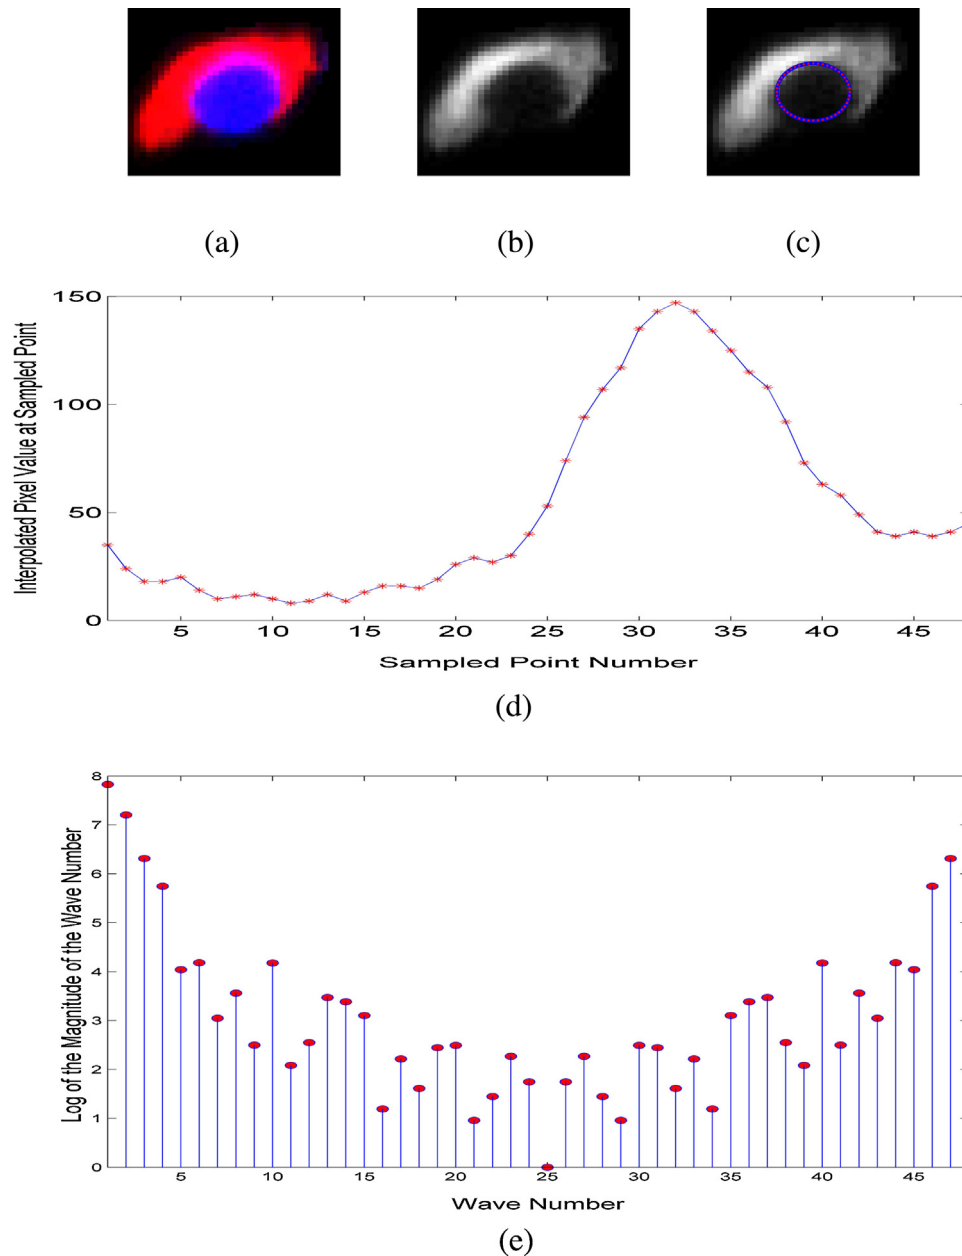 (a) (b) (c)
150
100
50
0
Interpolated Pixel Value at Sampled Point
5 10 15 20 25 30 35 40 45
Sampled Point Number
(d)
8
7
6
5
4
3
2
1
0
Log of the Magnitude of the Wave Number
5 10 15 20 25 30 35 40 45
Wave Number
(e)